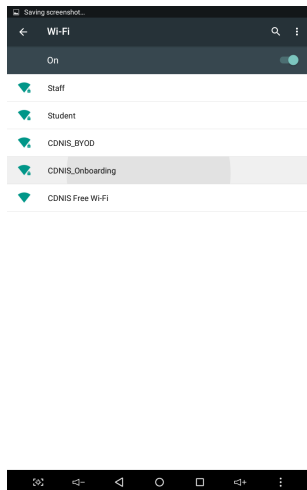 Saving screenshot...
Wi-Fi
On
Staff
Student
CDNIS_BYOD
CDNIS_Onboarding
CDNIS Free Wi-Fi